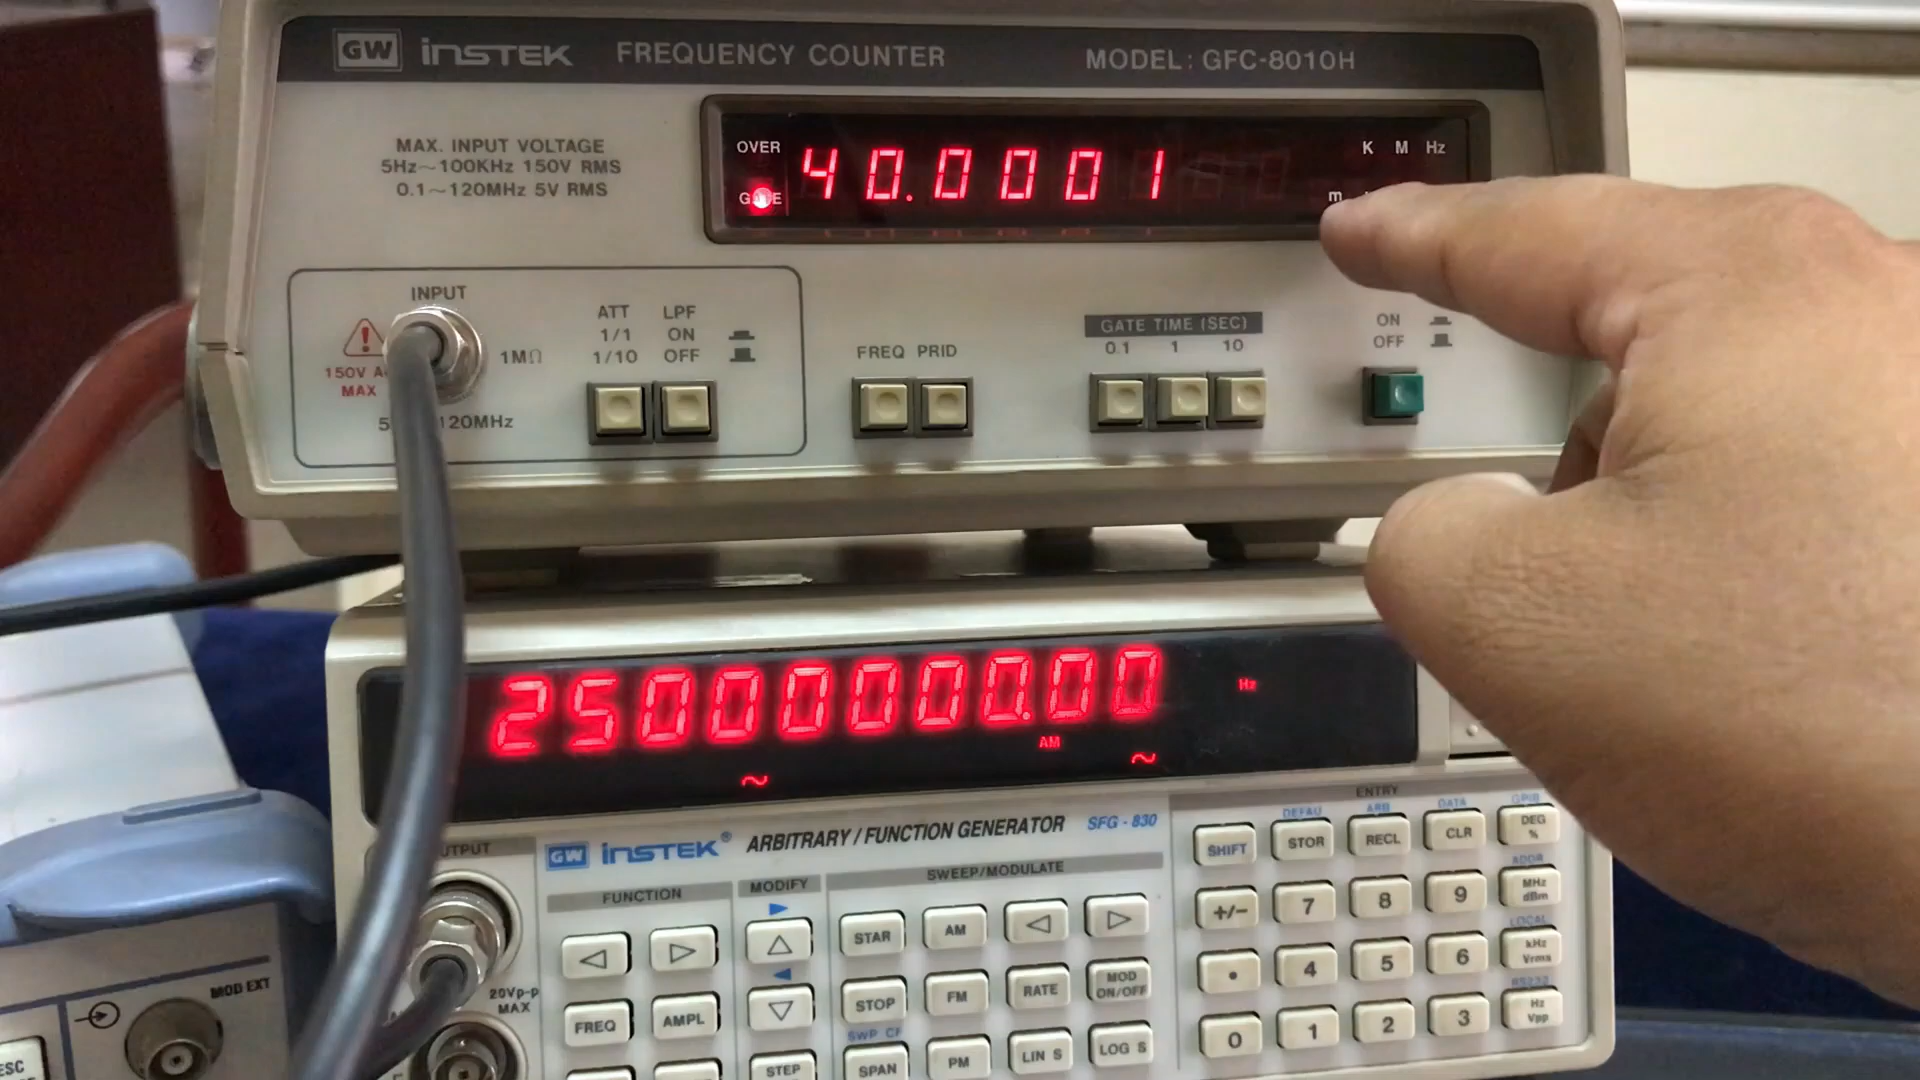 GW INSTEK FREQUENCY COUNTER MODEL: GFC-8010H
MAX. INPUT VOLTAGE
5Hz~100KHz 150V RMS
0.1~120MHz 5V RMS
OVER
GATE
40.0001
K M Hz
m
INPUT
150V
MAX
1MΩ
120MHz
ATT LPF
1/1 ON
1/10 OFF
FREQ PRID
GATE TIME (SEC)
0.1 1 10
ON
OFF
25000000.00
Hz
AM
GW INSTEK® ARBITRARY/FUNCTION GENERATOR SFG-830
20Vp-p
MAX
MOD EXT
ESC
FUNCTION
MODIFY
SWEEP/MODULATE
ENTRY
FREQ AMPL
STEP
STAR AM
STOP FM RATE MOD ON/OFF
SWP CF
SPAN PM LIN S LOG S
DEFAU ARB DATA GPIB
SHIFT STOR RECL CLR DEG %
ADDR
+/- 7 8 9 MHz dBm
LOCAL
• 4 5 6 kHz Vrms
RS232
0 1 2 3 Hz Vpp